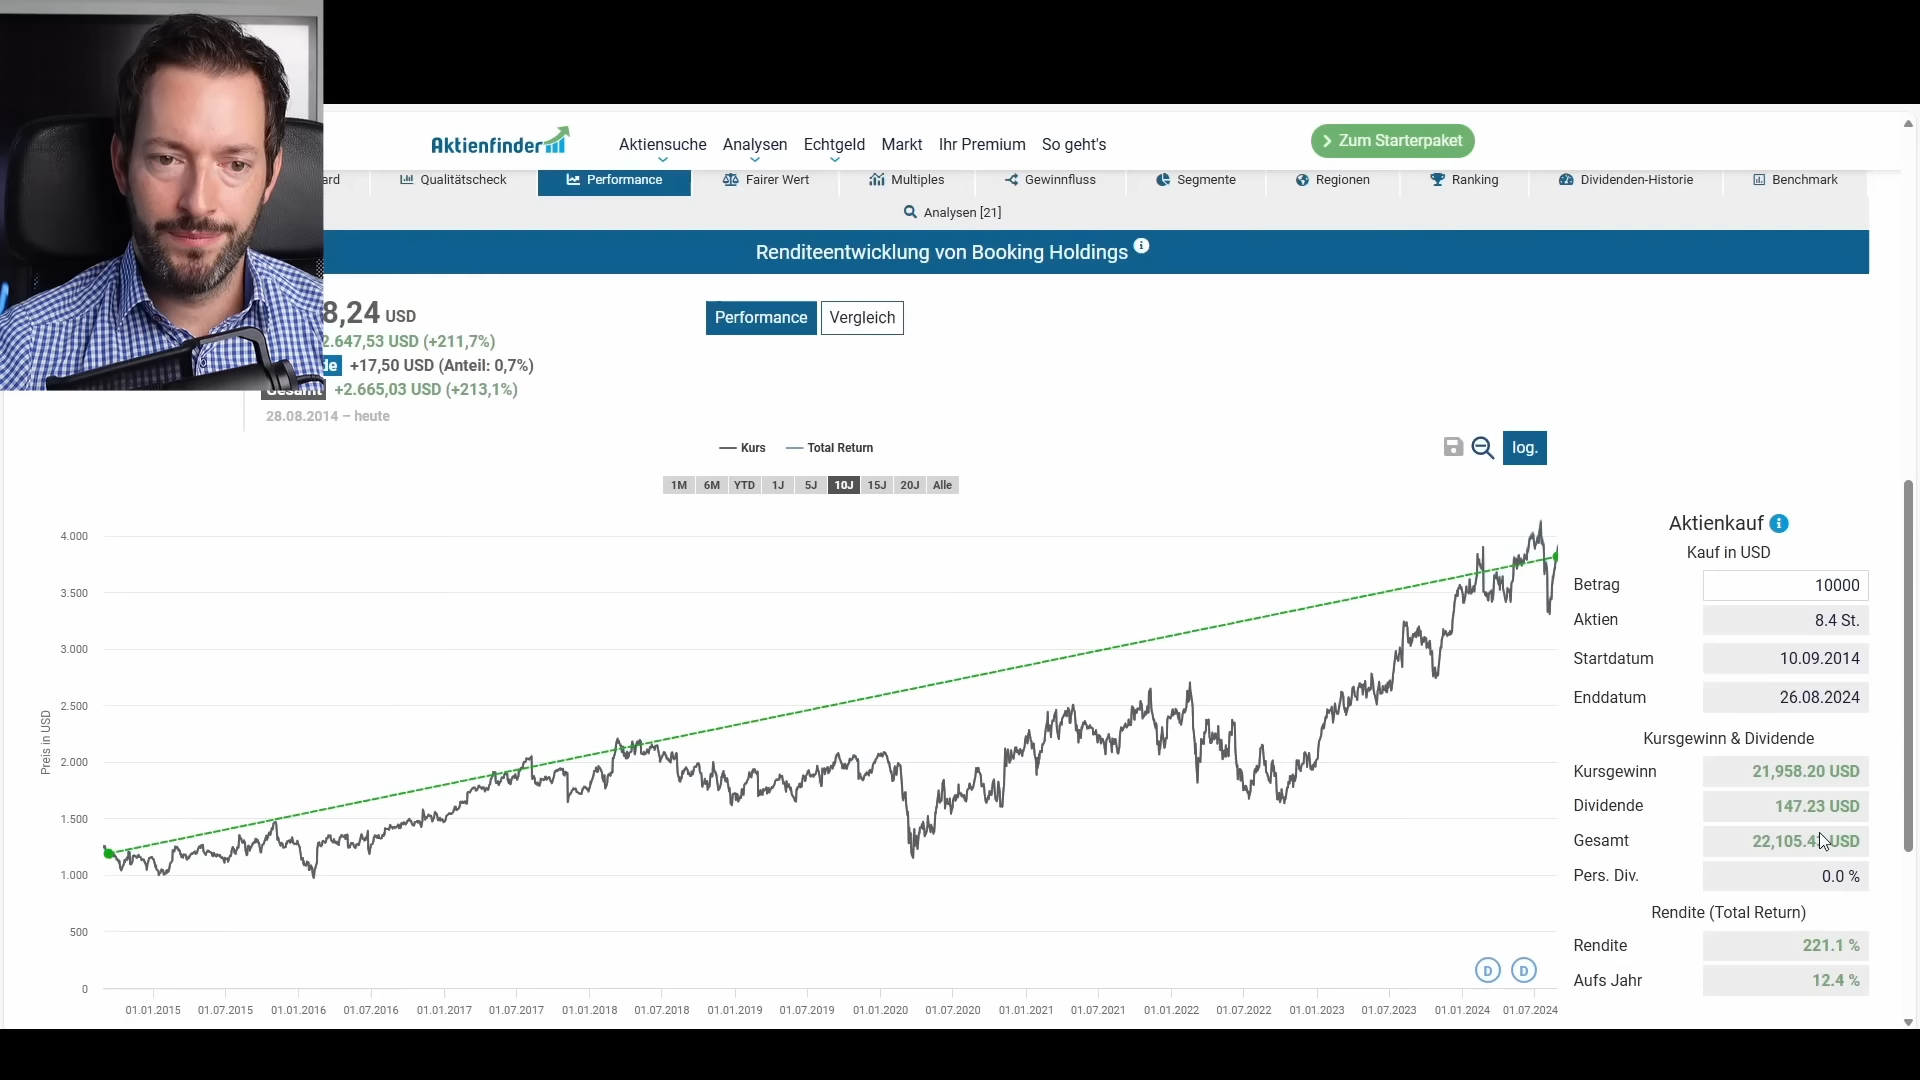 Aktienfinder
Aktiensuche Analysen Echtgeld Markt Ihr Premium So geht's
Zum Starterpaket
ard Qualitätscheck Performance Fairer Wert Multiples Gewinnfluss Segmente Regionen Ranking Dividenden-Historie Benchmark
Analysen [21]
Renditeentwicklung von Booking Holdings
8,24 USD
2.647,53 USD (+211,7%)
de +17,50 USD (Anteil: 0,7%)
Gesamt +2.665,03 USD (+213,1%)
28.08.2014 – heute
Performance Vergleich
Kurs Total Return
log.
1M 6M YTD 1J 5J 10J 15J 20J Alle
Preis in USD
4.000
3.500
3.000
2.500
2.000
1.500
1.000
500
0
D D
01.01.2015 01.07.2015 01.01.2016 01.07.2016 01.01.2017 01.07.2017 01.01.2018 01.07.2018 01.01.2019 01.07.2019 01.01.2020 01.07.2020 01.01.2021 01.07.2021 01.01.2022 01.07.2022 01.01.2023 01.07.2023 01.01.2024 01.07.2024
Aktienkauf
Kauf in USD
Betrag 10000
Aktien 8.4 St.
Startdatum 10.09.2014
Enddatum 26.08.2024
Kursgewinn & Dividende
Kursgewinn 21,958.20 USD
Dividende 147.23 USD
Gesamt 22,105.43 USD
Pers. Div. 0.0 %
Rendite (Total Return)
Rendite 221.1 %
Aufs Jahr 12.4 %